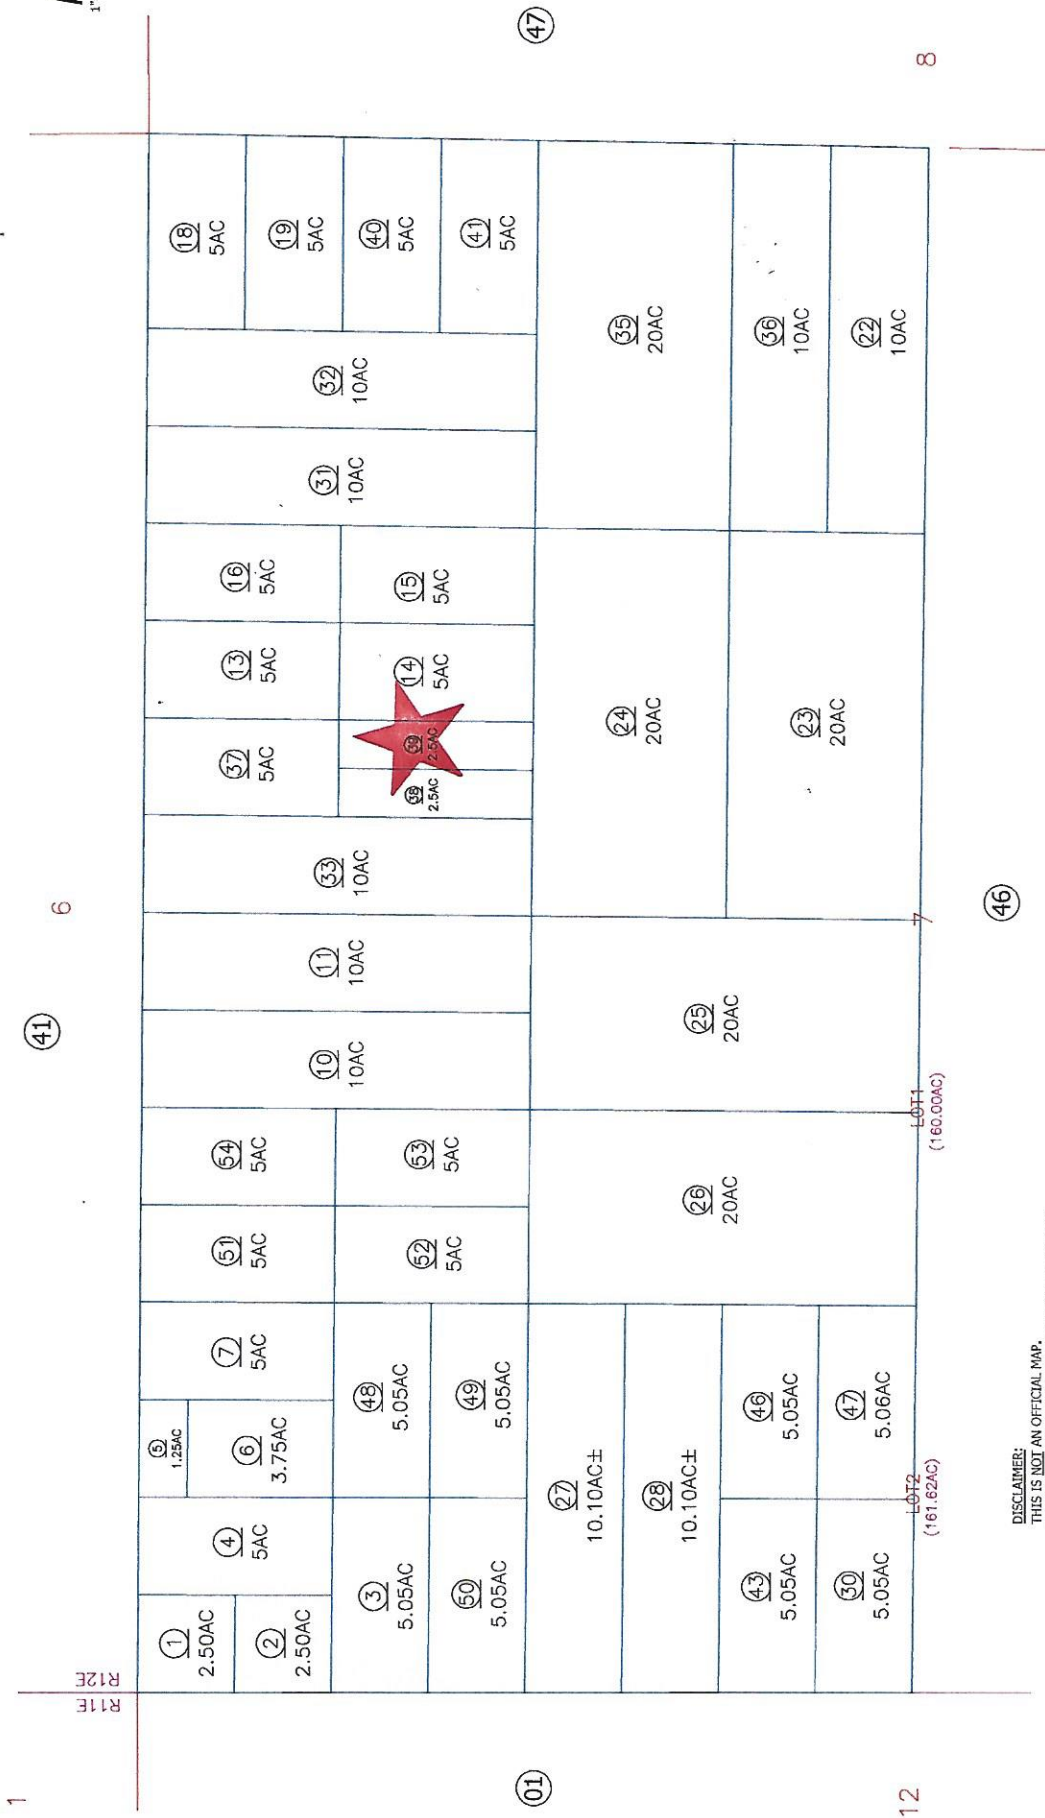 1"
6
41
47
1
R12E
R11E
1
2.50AC
2
2.50AC
4
5AC
5
1.25AC
6
3.75AC
7
5AC
51
5AC
54
5AC
10
10AC
11
10AC
33
10AC
37
5AC
13
5AC
16
5AC
31
10AC
32
10AC
18
5AC
19
5AC
40
5AC
41
5AC
3
5.05AC
50
5.05AC
48
5.05AC
49
5.05AC
52
5AC
53
5AC
38
2.5AC
39
2.5AC
14
5AC
15
5AC
01
27
10.10AC±
28
10.10AC±
43
5.05AC
30
5.05AC
46
5.05AC
47
5.06AC
26
20AC
25
20AC
24
20AC
23
20AC
35
20AC
36
10AC
22
10AC
12
LOT2
(161.62AC)
LOT1
(160.00AC)
7
8
46
DISCLAIMER:
THIS IS NOT AN OFFICIAL MAP.